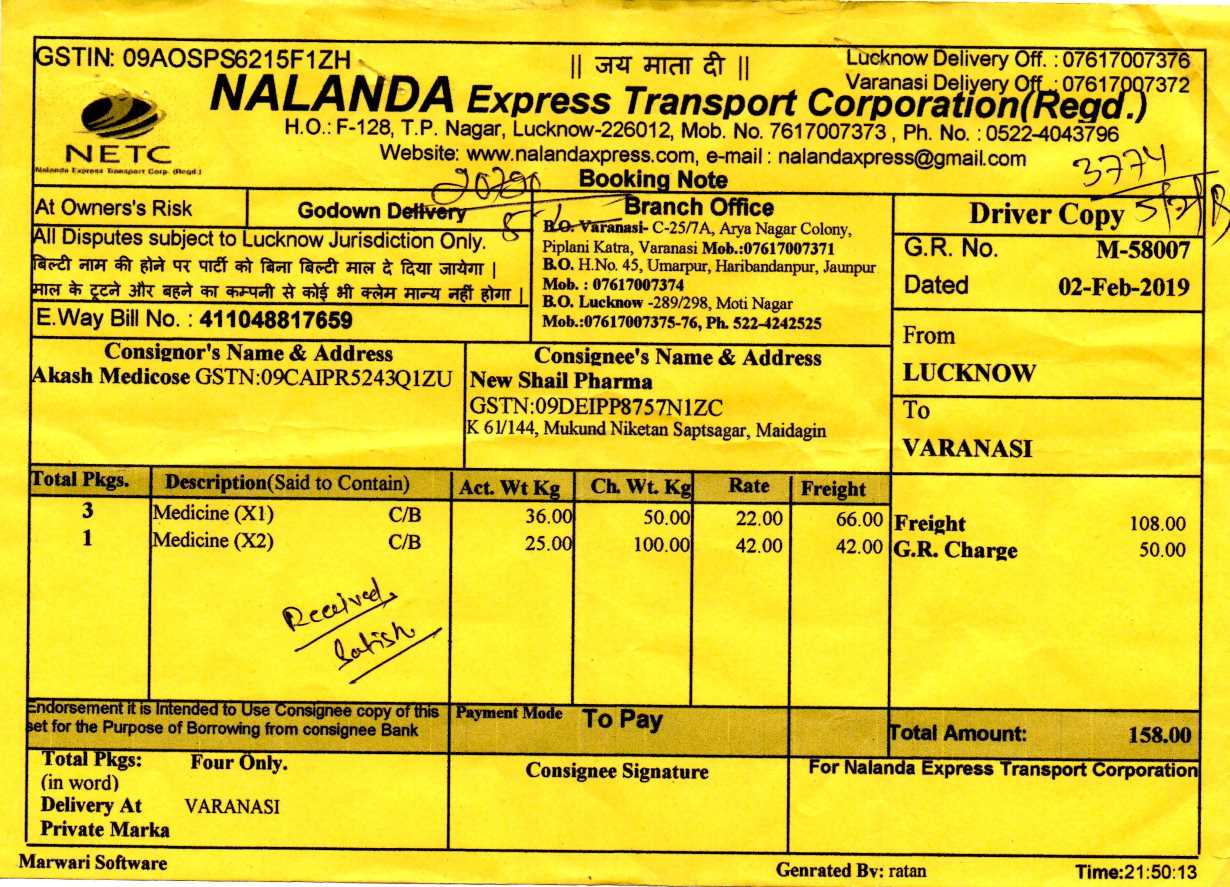 GSTIN: 09AOSPS6215F1ZH
|| जय माता दी ||
Lucknow Delivery Off. : 07617007376
Varanasi Delivery Off. : 07617007372
NALANDA Express Transport Corporation(Regd.)
H.O.: F-128, T.P. Nagar, Lucknow-226012, Mob. No. 7617007373 , Ph. No. : 0522-4043796
Website: www.nalandaxpress.com, e-mail : nalandaxpress@gmail.com
NETC
Nalanda Express Transport Corp. (Regd.)
Booking Note
3774
At Owners's Risk
Godown Delivery
All Disputes subject to Lucknow Jurisdiction Only.
बिल्टी नाम की होने पर पार्टी को बिना बिल्टी माल दे दिया जायेगा |
माल के टूटने और बहने का कम्पनी से कोई भी क्लेम मान्य नहीं होगा |
E.Way Bill No. : 411048817659
Branch Office
B.O. Varanasi- C-25/7A, Arya Nagar Colony,
Piplani Katra, Varanasi Mob.:07617007371
B.O. H.No. 45, Umarpur, Haribandanpur, Jaunpur
Mob. : 07617007374
B.O. Lucknow -289/298, Moti Nagar
Mob.:07617007375-76, Ph. 522-4242525
Driver Copy
G.R. No. M-58007
Dated 02-Feb-2019
From
LUCKNOW
To
VARANASI
Consignor's Name & Address
Akash Medicose GSTN:09CAIPR5243Q1ZU
Consignee's Name & Address
New Shail Pharma
GSTN:09DEIPP8757N1ZC
K 61/144, Mukund Niketan Saptsagar, Maidagin
Total Pkgs. Description(Said to Contain) Act. Wt Kg Ch. Wt. Kg Rate Freight
3 Medicine (X1) C/B 36.00 50.00 22.00 66.00
1 Medicine (X2) C/B 25.00 100.00 42.00 42.00
Freight 108.00
G.R. Charge 50.00
Received
Satish
Endorsement it is Intended to Use Consignee copy of this
set for the Purpose of Borrowing from consignee Bank
Payment Mode To Pay
Total Amount: 158.00
Total Pkgs: Four Only.
(in word)
Delivery At VARANASI
Private Marka
Consignee Signature
For Nalanda Express Transport Corporation
Marwari Software
Genrated By: ratan
Time:21:50:13